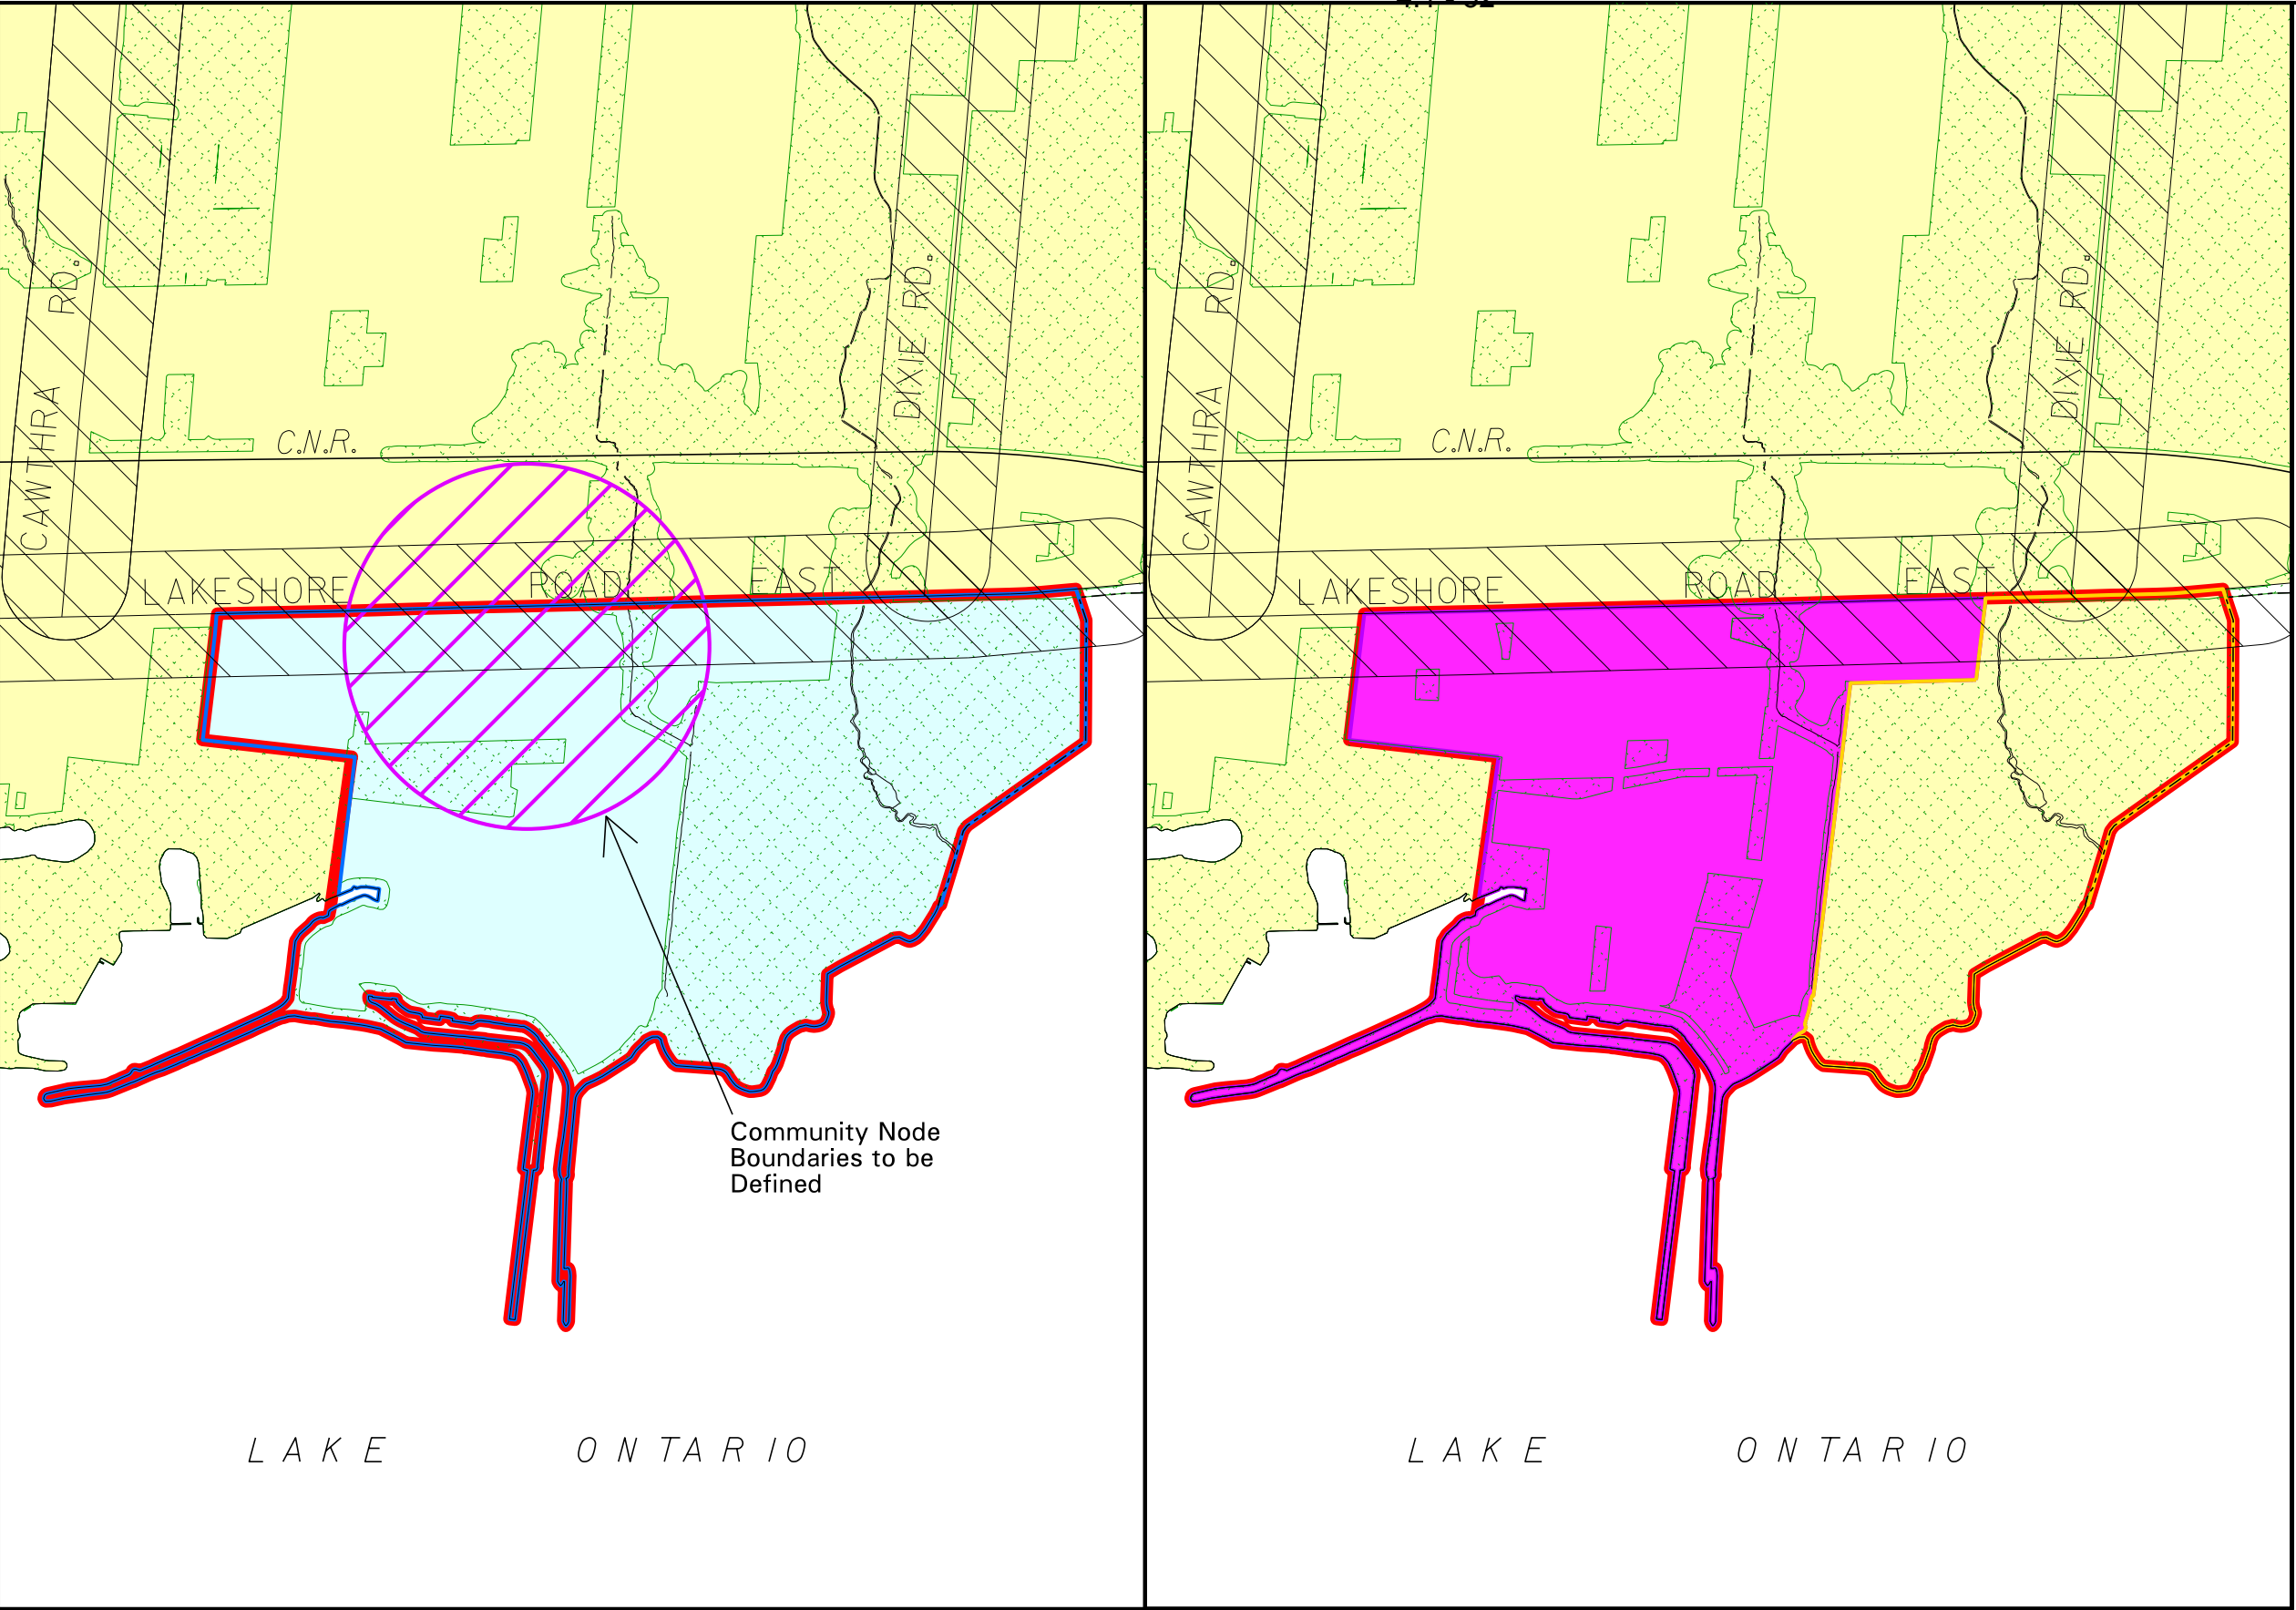 CAWTHRA RD.
C.N.R.
DIXIE RD.
LAKESHORE ROAD EAST
Community Node
Boundaries to be
Defined
LAKE ONTARIO
CAWTHRA RD.
C.N.R.
DIXIE RD.
LAKESHORE ROAD EAST
LAKE ONTARIO